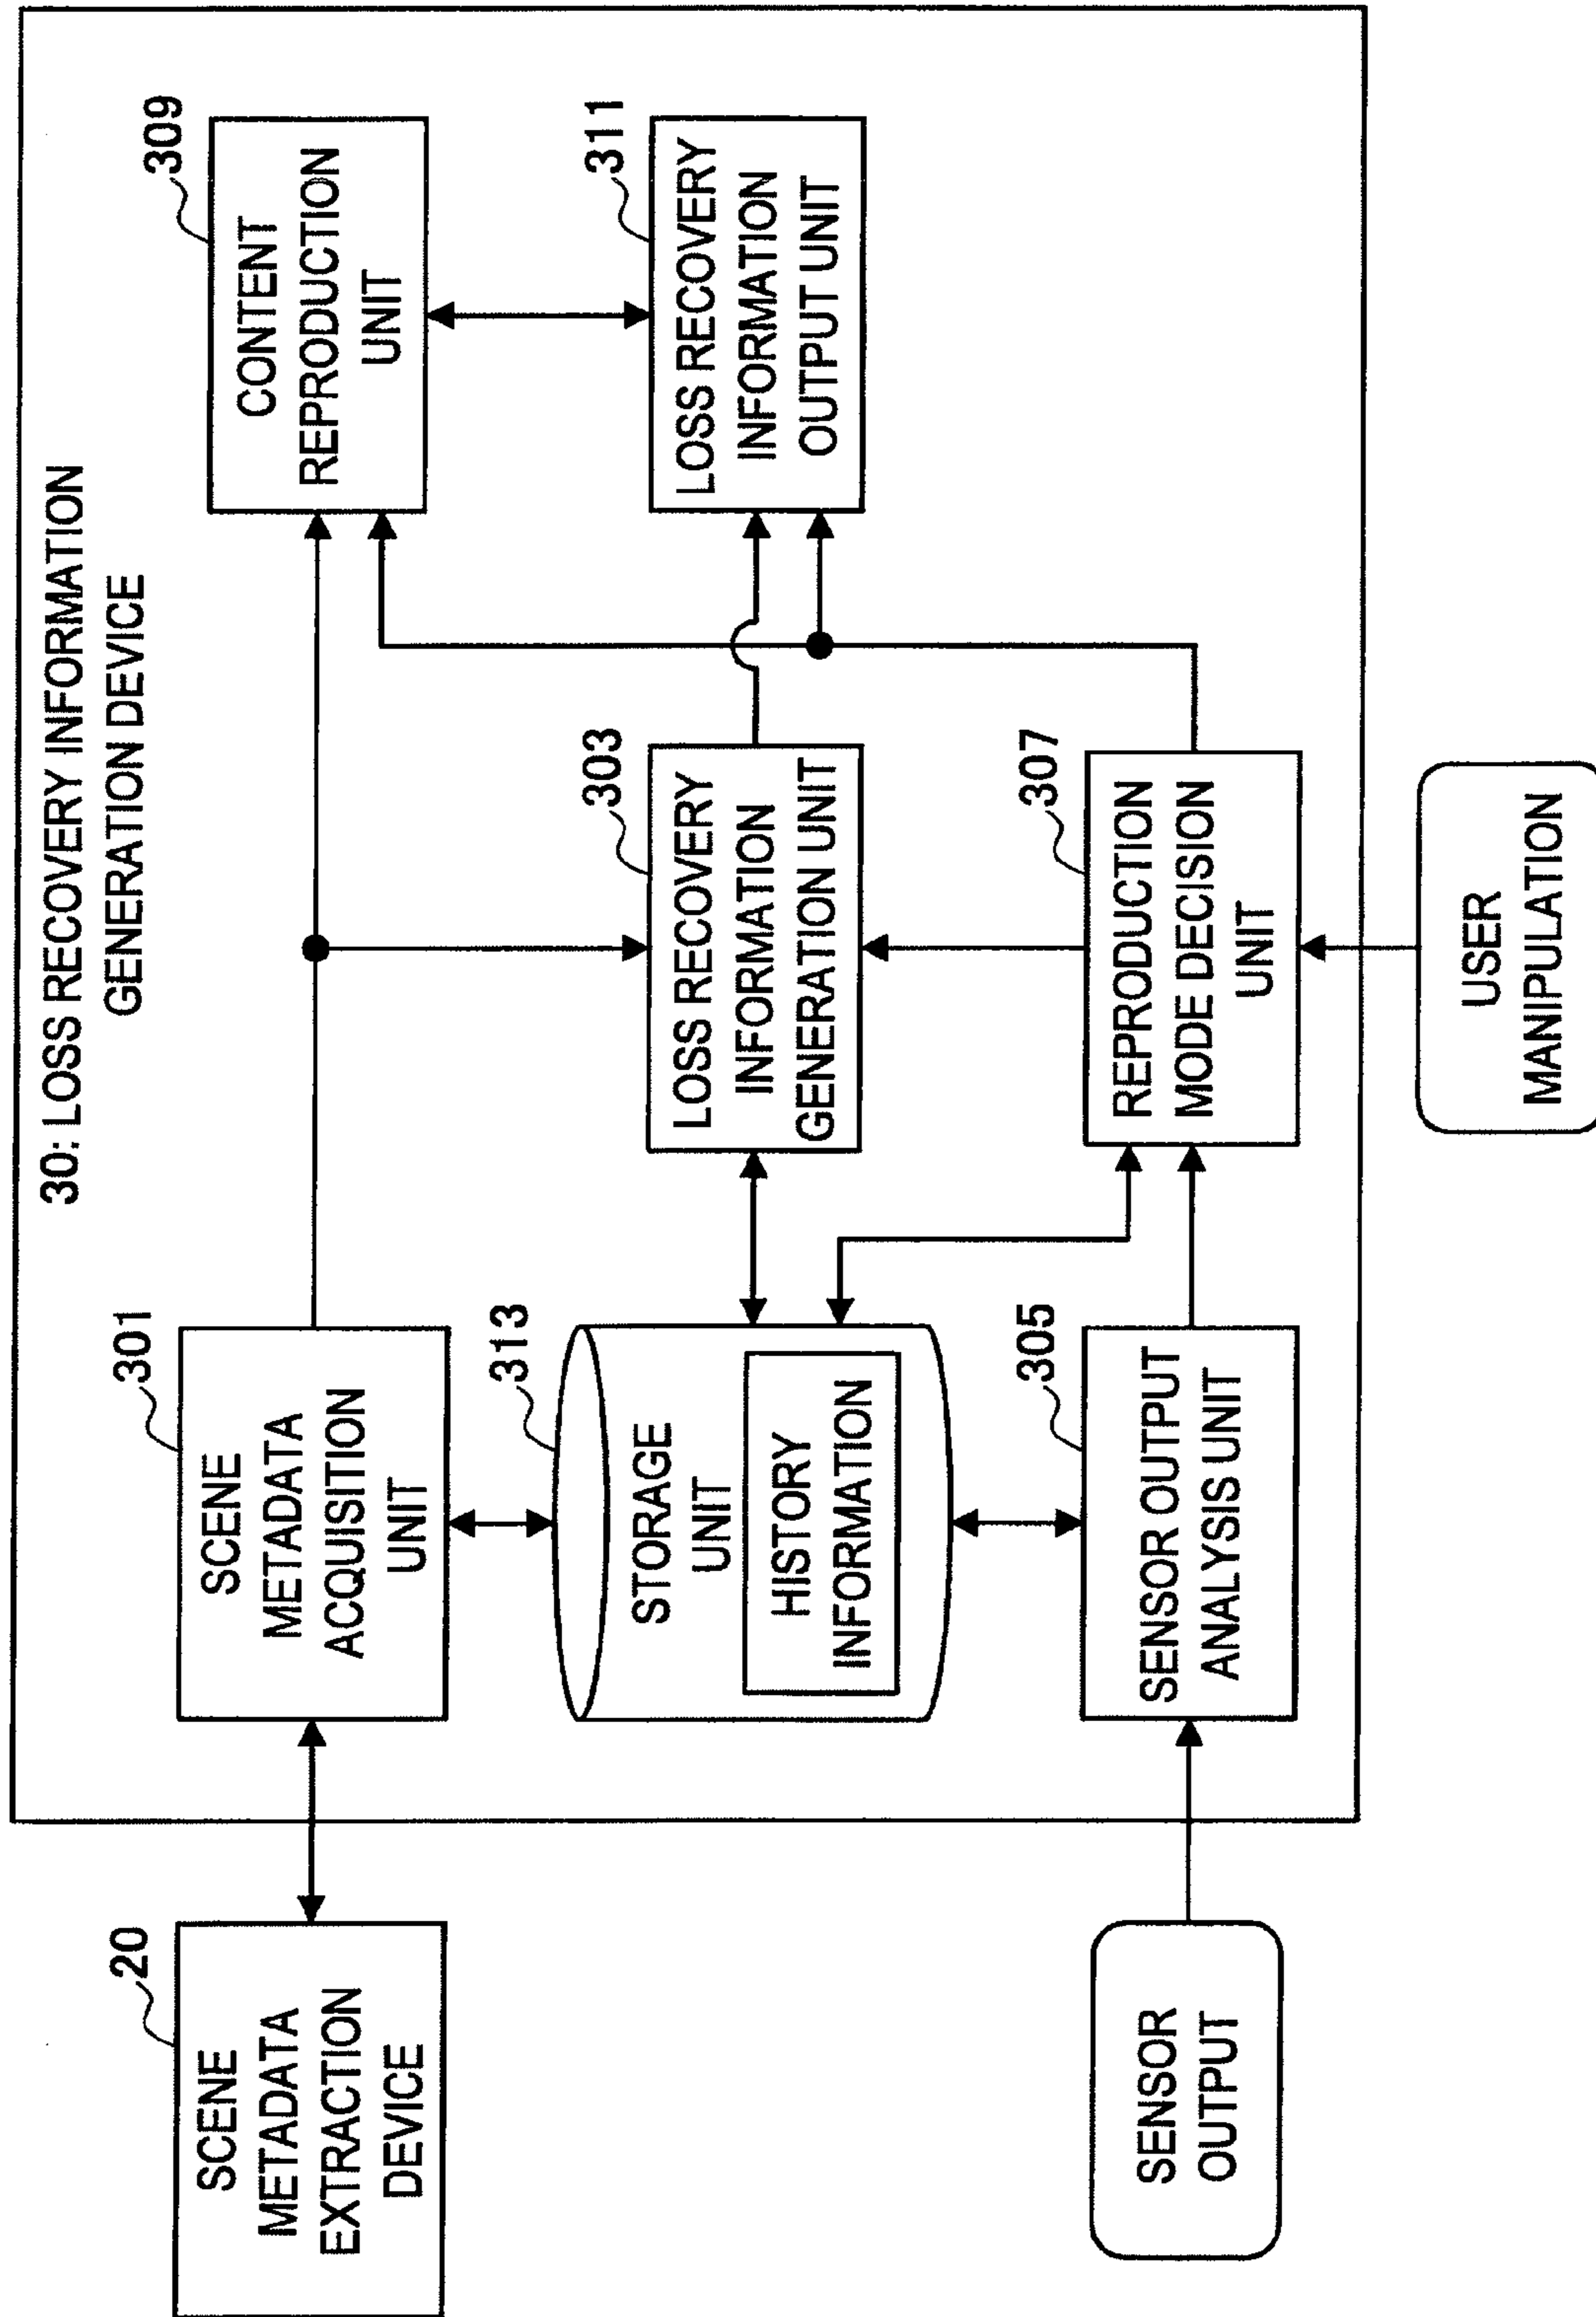 30: LOSS RECOVERY INFORMATION
GENERATION DEVICE
20
SCENE
METADATA
EXTRACTION
DEVICE
301
SCENE
METADATA
ACQUISITION
UNIT
309
CONTENT
REPRODUCTION
UNIT
313
STORAGE
UNIT
HISTORY
INFORMATION
303
LOSS RECOVERY
INFORMATION
GENERATION UNIT
311
LOSS RECOVERY
INFORMATION
OUTPUT UNIT
SENSOR
OUTPUT
305
SENSOR OUTPUT
ANALYSIS UNIT
307
REPRODUCTION
MODE DECISION
UNIT
USER
MANIPULATION